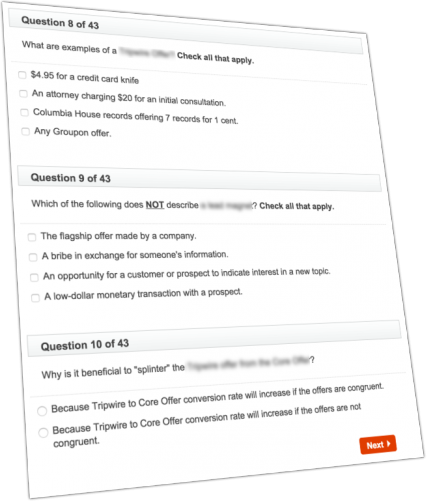 Question 8 of 43
What are examples of a Check all that apply.
$4.95 for a credit card knife
An attorney charging $20 for an initial consultation.
Columbia House records offering 7 records for 1 cent.
Any Groupon offer.
Question 9 of 43
Which of the following does NOT describe ? Check all that apply.
The flagship offer made by a company.
A bribe in exchange for someone's information.
An opportunity for a customer or prospect to indicate interest in a new topic.
A low-dollar monetary transaction with a prospect.
Question 10 of 43
Why is it beneficial to "splinter" the ?
Because Tripwire to Core Offer conversion rate will increase if the offers are congruent.
Because Tripwire to Core Offer conversion rate will increase if the offers are not
congruent.
Next